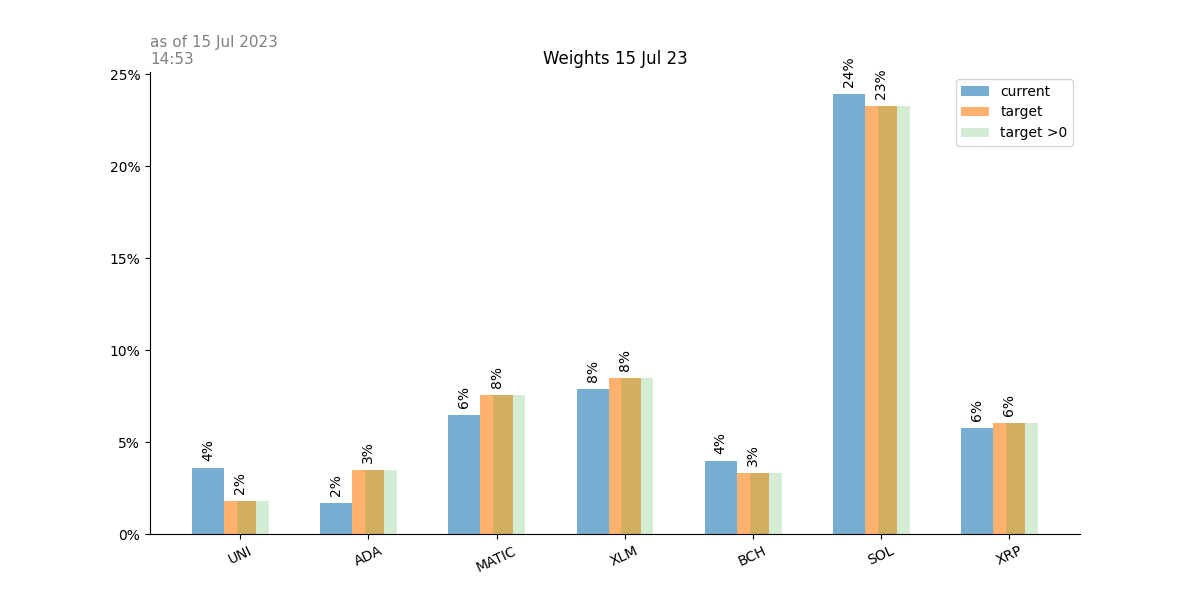 as of 15 Jul 2023
14:53
Weights 15 Jul 23
current
target
target >0
25%
20%
15%
10%
5%
0%
4%
2%
2%
3%
6%
8%
8%
8%
4%
3%
24%
23%
6%
6%
UNI
ADA
MATIC
XLM
BCH
SOL
XRP